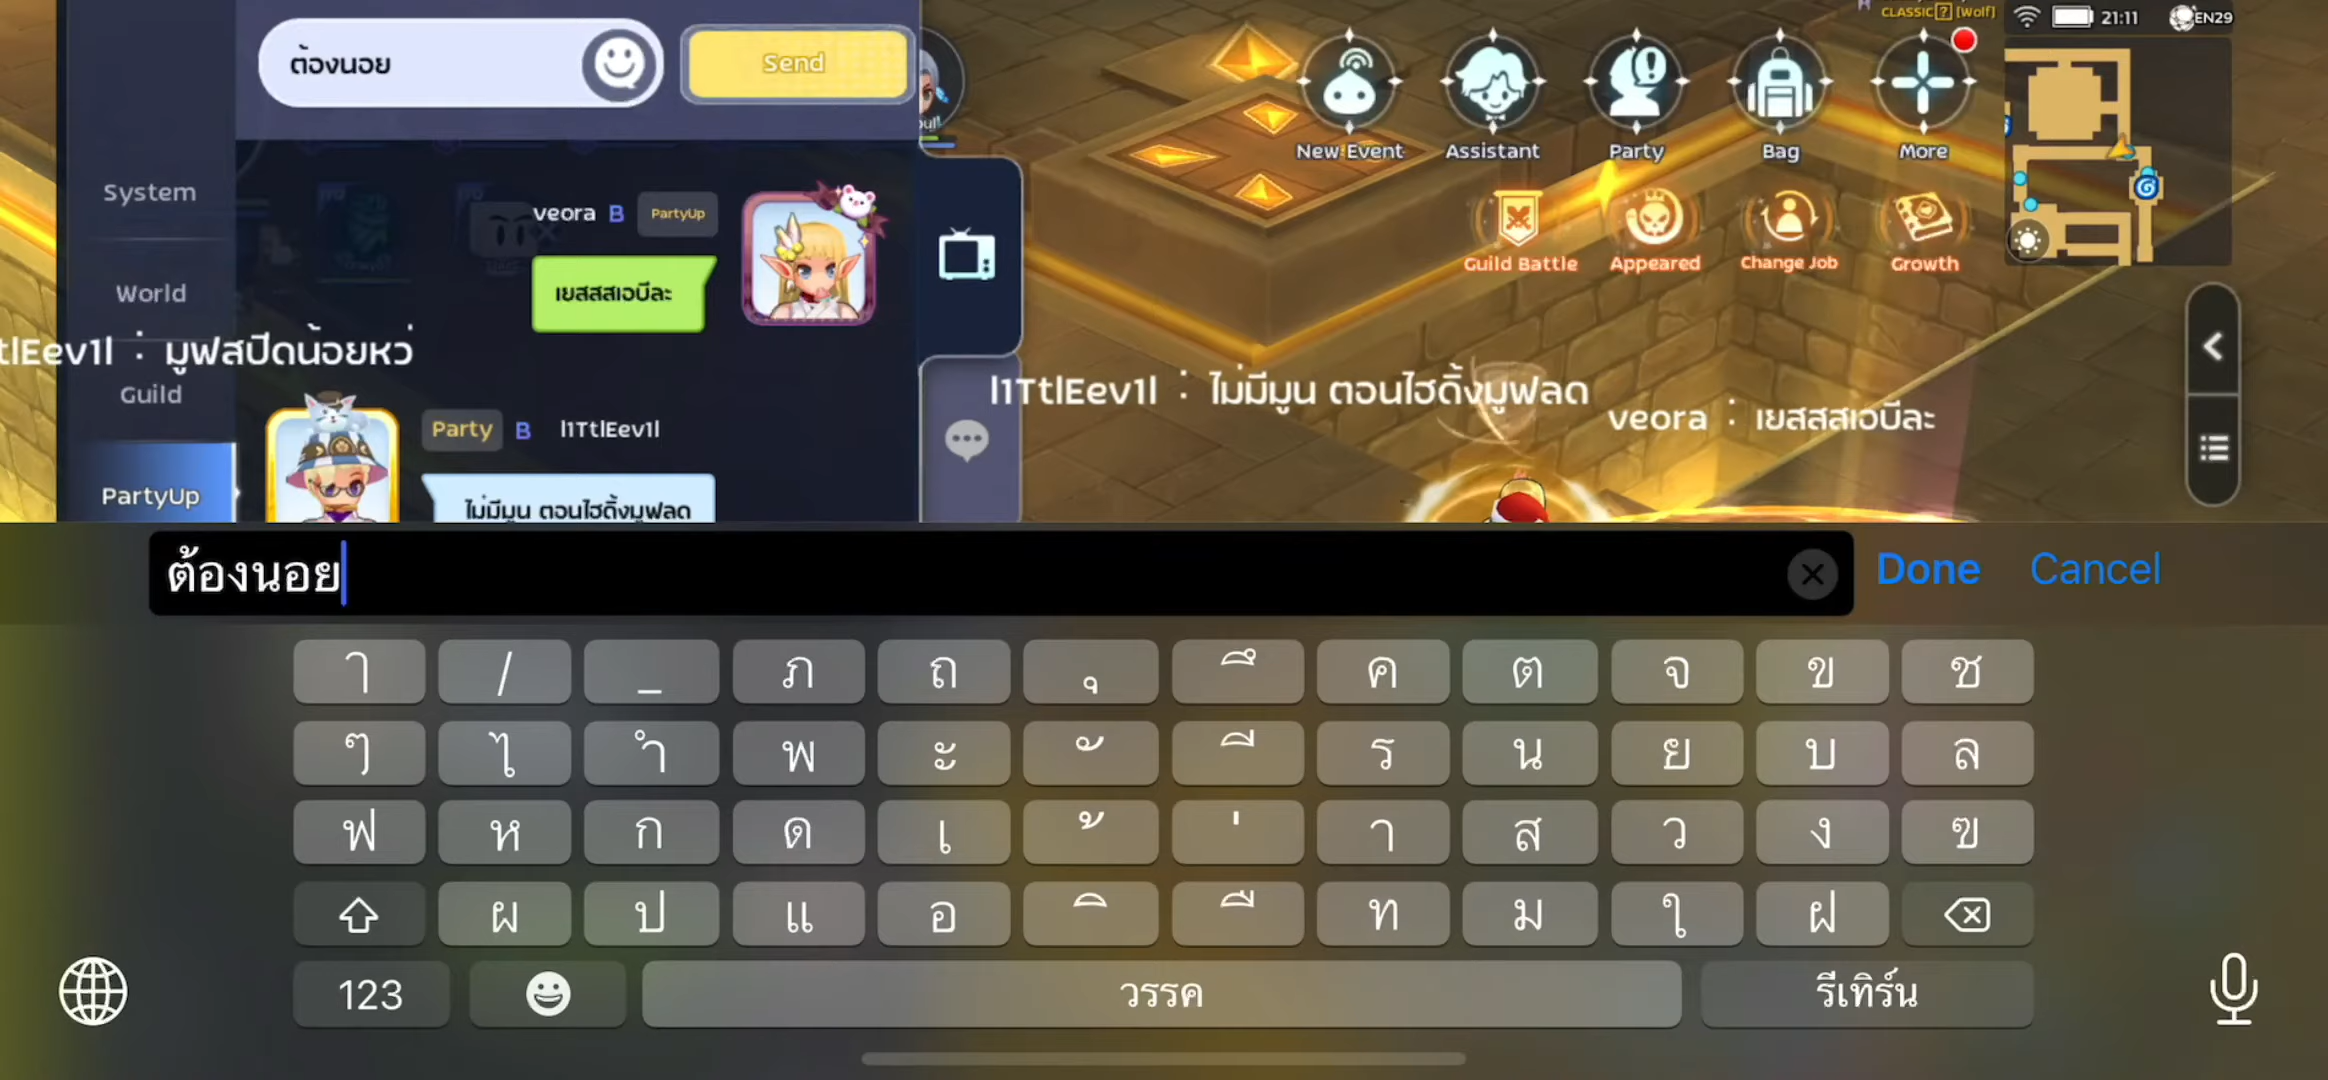 ต้องนอย
Send
CLASSIC? [Wolf]
21:11
EN29
New Event
Assistant
Party
Bag
More
System
veora B PartyUp
เยสสสเอบีละ
Guild Battle
Appeared
Change Job
Growth
World
l1TtlEev1l : ไม่มีมูน ตอนไฮดิ้งมูฟลด
tlEev1l : มูฟสปีดน้อยหว่
veora : เยสสสเอบีละ
Guild
Party B l1TtlEev1l
PartyUp
ไม่มีมูน ตอนไฮดิ้งมูฟลด
ต้องนอย
Done
Cancel
ๅ / _ ภ ถ ุ ึ ค ต จ ข ช
ๆ ไ ำ พ ะ ั ี ร น ย บ ล
ฟ ห ก ด เ ้ ่ า ส ว ง ฃ
ผ ป แ อ ิ ื ท ม ใ ฝ
123
วรรค
รีเทิร์น